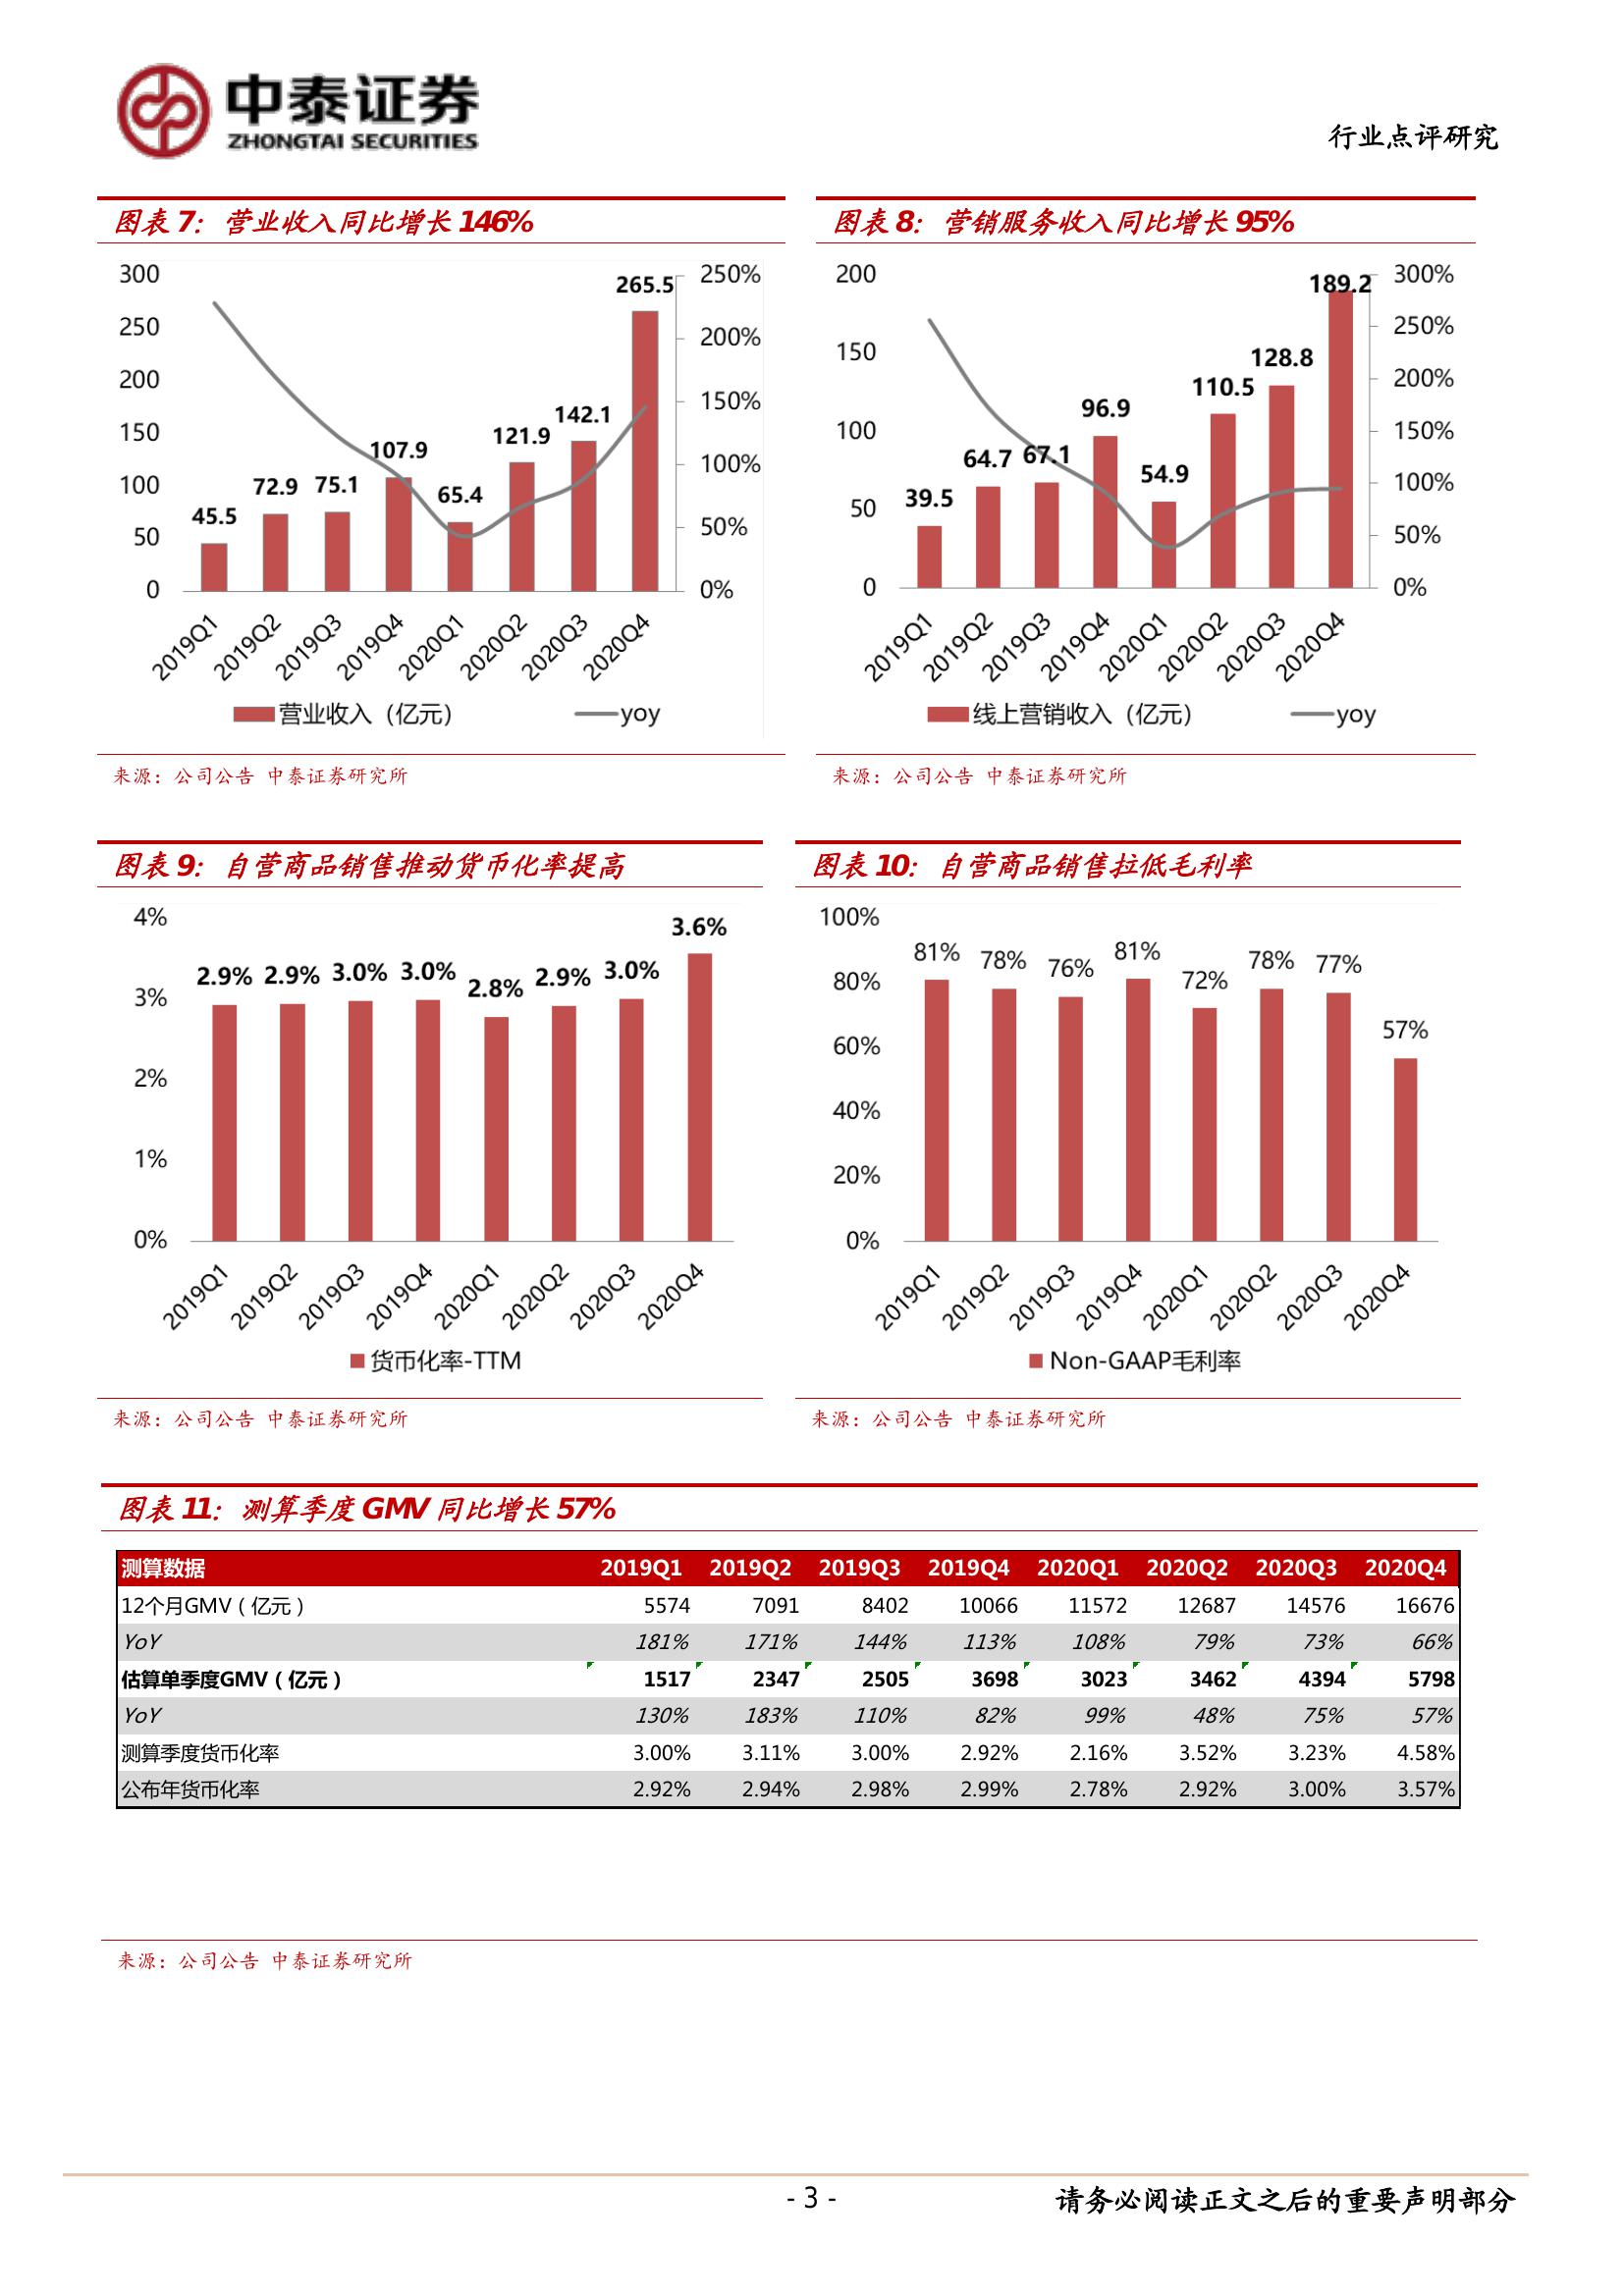 中泰证券
ZHONGTAI SECURITIES
行业点评研究
图表 7：营业收入同比增长 146%
300
250
200
150
100
50
0
250%
200%
150%
100%
50%
0%
45.5
72.9
75.1
107.9
65.4
121.9
142.1
265.5
2019Q1
2019Q2
2019Q3
2019Q4
2020Q1
2020Q2
2020Q3
2020Q4
营业收入（亿元）
yoy
来源：公司公告 中泰证券研究所
图表 8：营销服务收入同比增长 95%
200
150
100
50
0
300%
250%
200%
150%
100%
50%
0%
39.5
64.7
67.1
96.9
54.9
110.5
128.8
189.2
2019Q1
2019Q2
2019Q3
2019Q4
2020Q1
2020Q2
2020Q3
2020Q4
线上营销收入（亿元）
yoy
来源：公司公告 中泰证券研究所
图表 9：自营商品销售推动货币化率提高
4%
3%
2%
1%
0%
2.9%
2.9%
3.0%
3.0%
2.8%
2.9%
3.0%
3.6%
2019Q1
2019Q2
2019Q3
2019Q4
2020Q1
2020Q2
2020Q3
2020Q4
货币化率-TTM
来源：公司公告 中泰证券研究所
图表 10：自营商品销售拉低毛利率
100%
80%
60%
40%
20%
0%
81%
78%
76%
81%
72%
78%
77%
57%
2019Q1
2019Q2
2019Q3
2019Q4
2020Q1
2020Q2
2020Q3
2020Q4
Non-GAAP毛利率
来源：公司公告 中泰证券研究所
图表 11：测算季度 GMV 同比增长 57%
测算数据 2019Q1 2019Q2 2019Q3 2019Q4 2020Q1 2020Q2 2020Q3 2020Q4
12个月GMV（亿元） 5574 7091 8402 10066 11572 12687 14576 16676
YoY 181% 171% 144% 113% 108% 79% 73% 66%
估算单季度GMV（亿元） 1517 2347 2505 3698 3023 3462 4394 5798
YoY 130% 183% 110% 82% 99% 48% 75% 57%
测算季度货币化率 3.00% 3.11% 3.00% 2.92% 2.16% 3.52% 3.23% 4.58%
公布年货币化率 2.92% 2.94% 2.98% 2.99% 2.78% 2.92% 3.00% 3.57%
来源：公司公告 中泰证券研究所
- 3 -
请务必阅读正文之后的重要声明部分